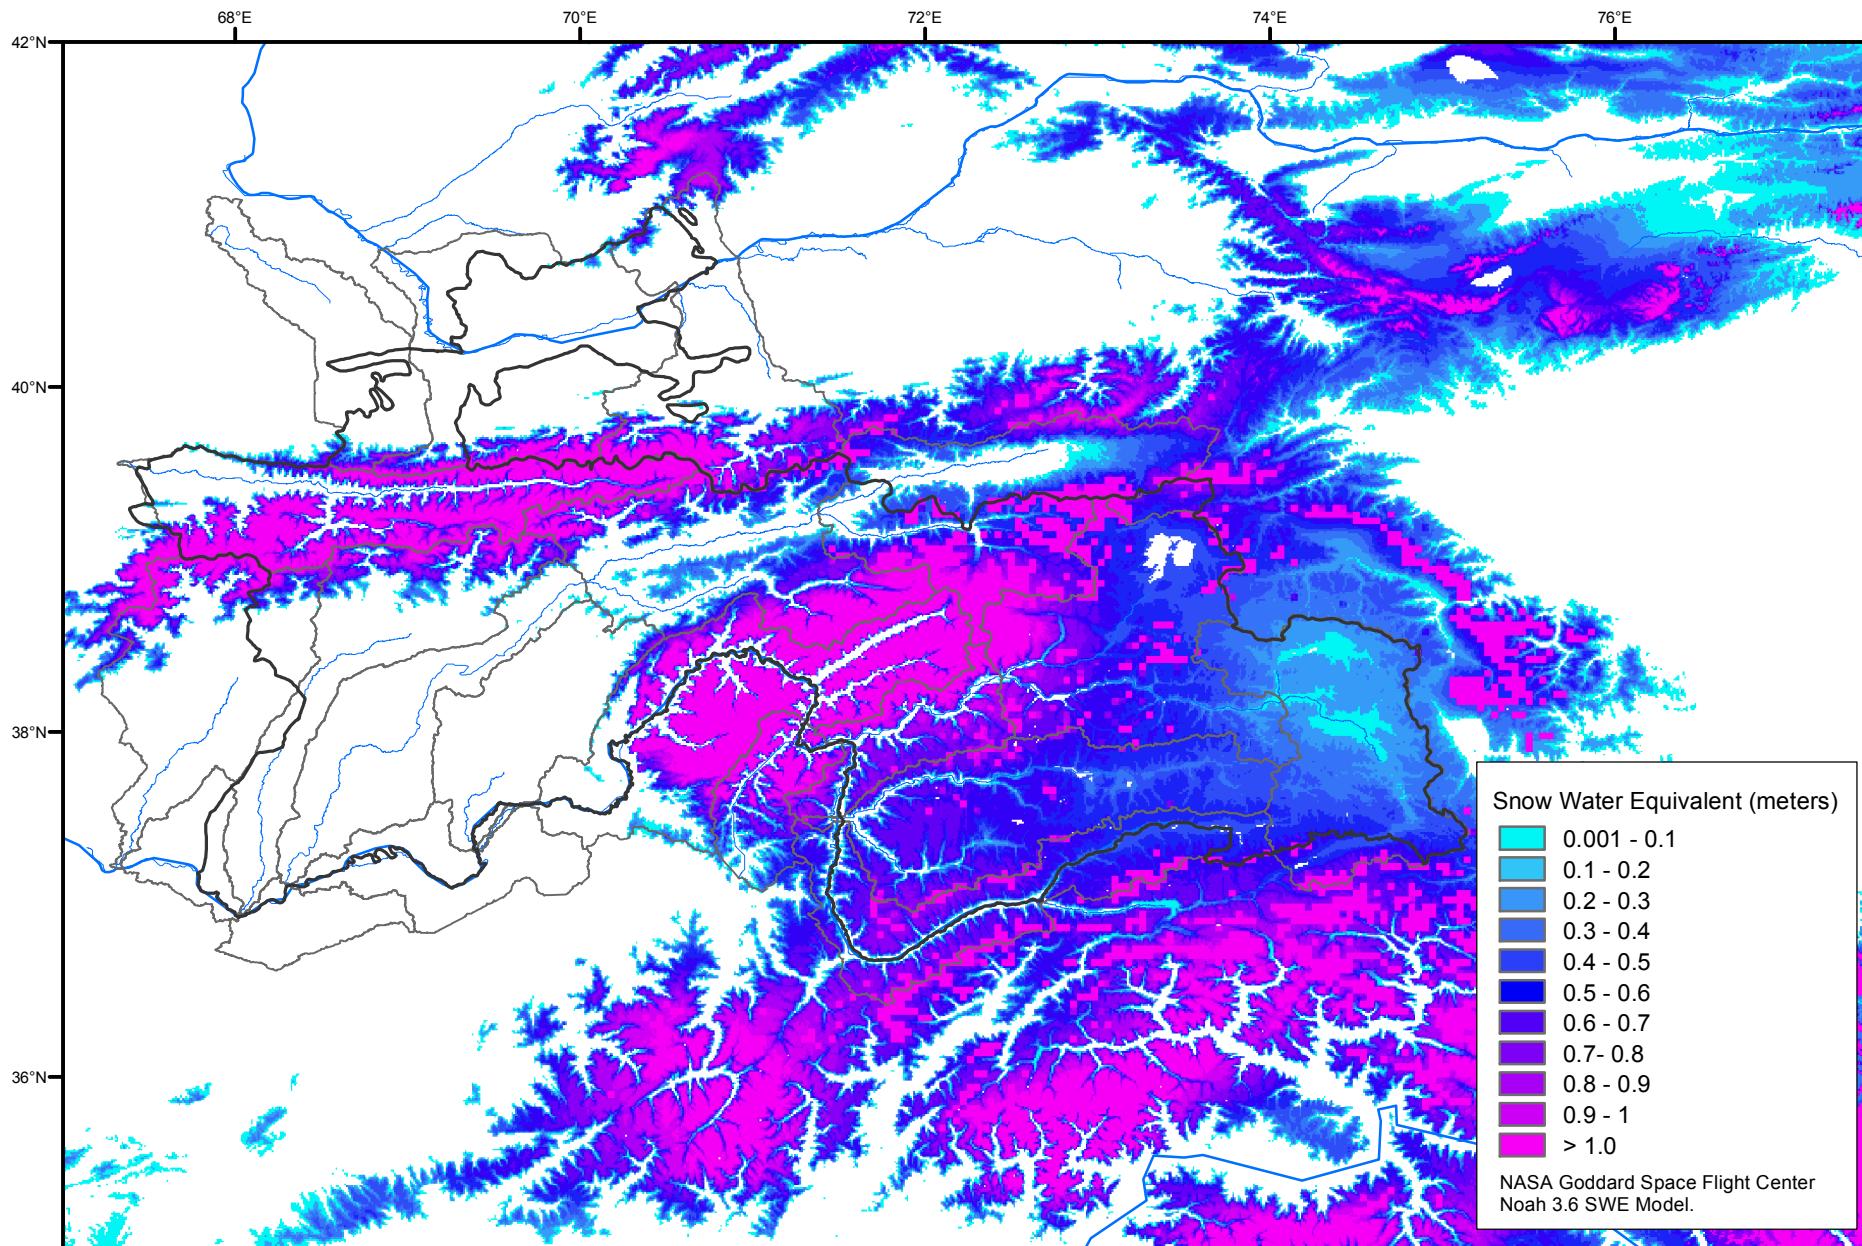 68°E 70°E 72°E 74°E 76°E
42°N
40°N
38°N
36°N
Snow Water Equivalent (meters)
0.001 - 0.1
0.1 - 0.2
0.2 - 0.3
0.3 - 0.4
0.4 - 0.5
0.5 - 0.6
0.6 - 0.7
0.7- 0.8
0.8 - 0.9
0.9 - 1
> 1.0
NASA Goddard Space Flight Center
Noah 3.6 SWE Model.